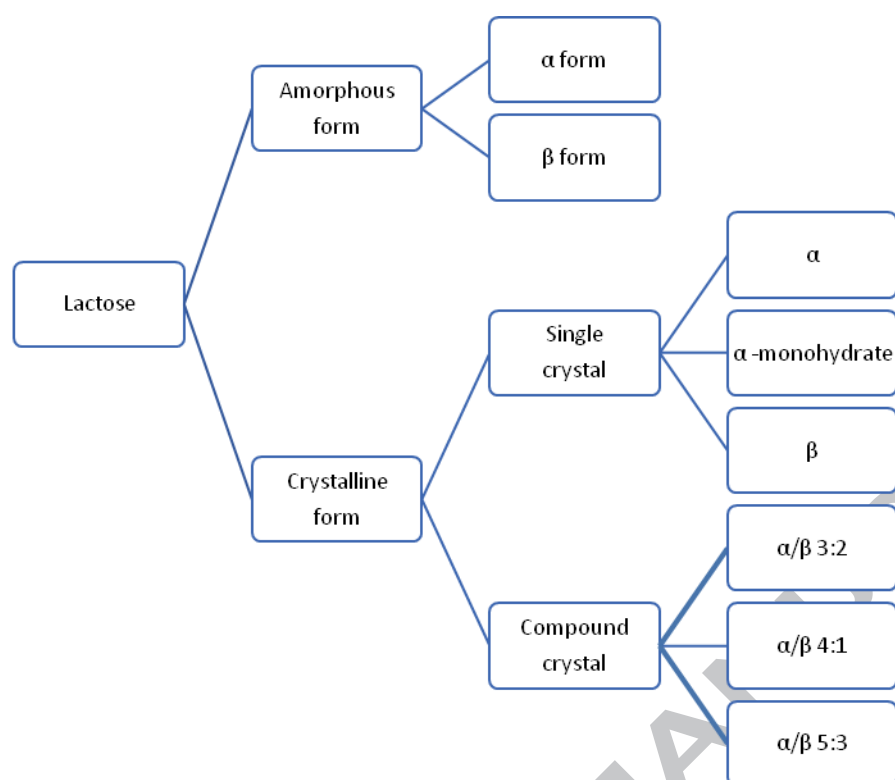 α form
Amorphous
form
β form
α
Lactose
Single
crystal
α -monohydrate
β
Crystalline
form
α/β 3:2
Compound
crystal
α/β 4:1
α/β 5:3